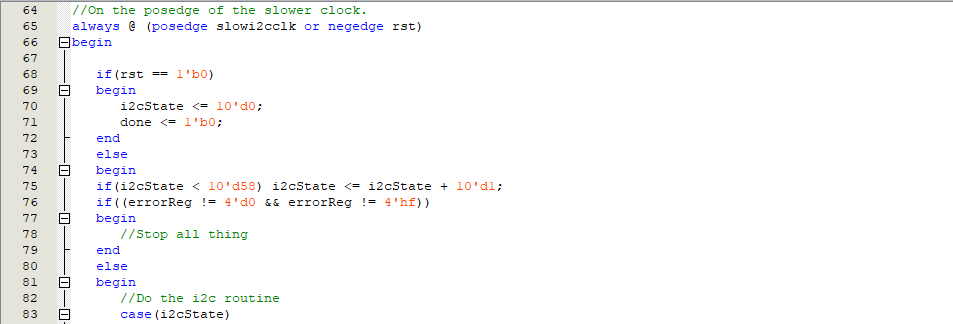 64 //On the posedge of the slower clock.
65 always @ (posedge slowi2cclk or negedge rst)
66 begin
67
68 if(rst == 1'b0)
69 begin
70 i2cState <= 10'd0;
71 done <= 1'b0;
72 end
73 else
74 begin
75 if(i2cState < 10'd58) i2cState <= i2cState + 10'd1;
76 if((errorReg != 4'd0 && errorReg != 4'hf))
77 begin
78 //Stop all thing
79 end
80 else
81 begin
82 //Do the i2c routine
83 case(i2cState)